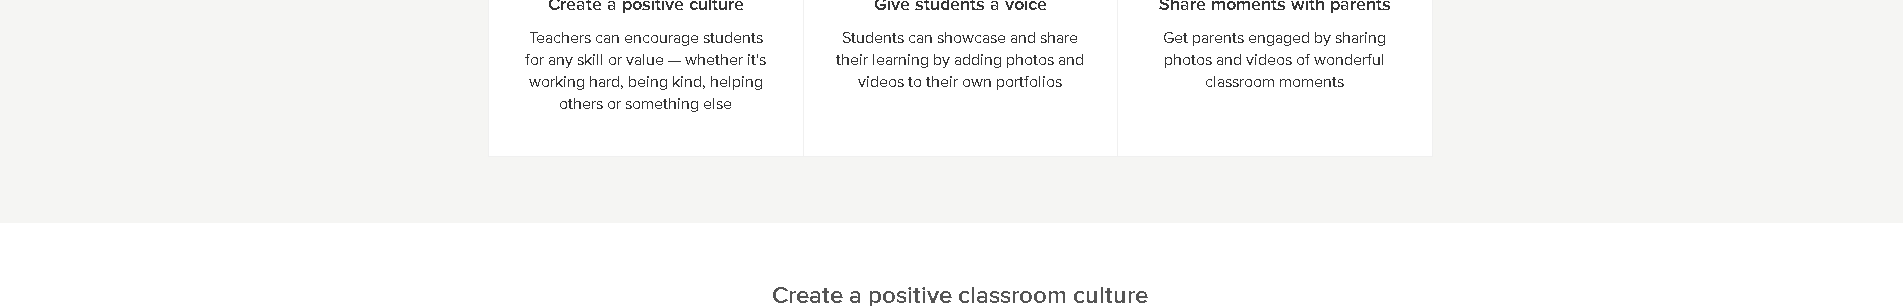 Create a positive culture
Teachers can encourage students
for any skill or value — whether it's
working hard, being kind, helping
others or something else
Give students a voice
Students can showcase and share
their learning by adding photos and
videos to their own portfolios
Share moments with parents
Get parents engaged by sharing
photos and videos of wonderful
classroom moments
Create a positive classroom culture